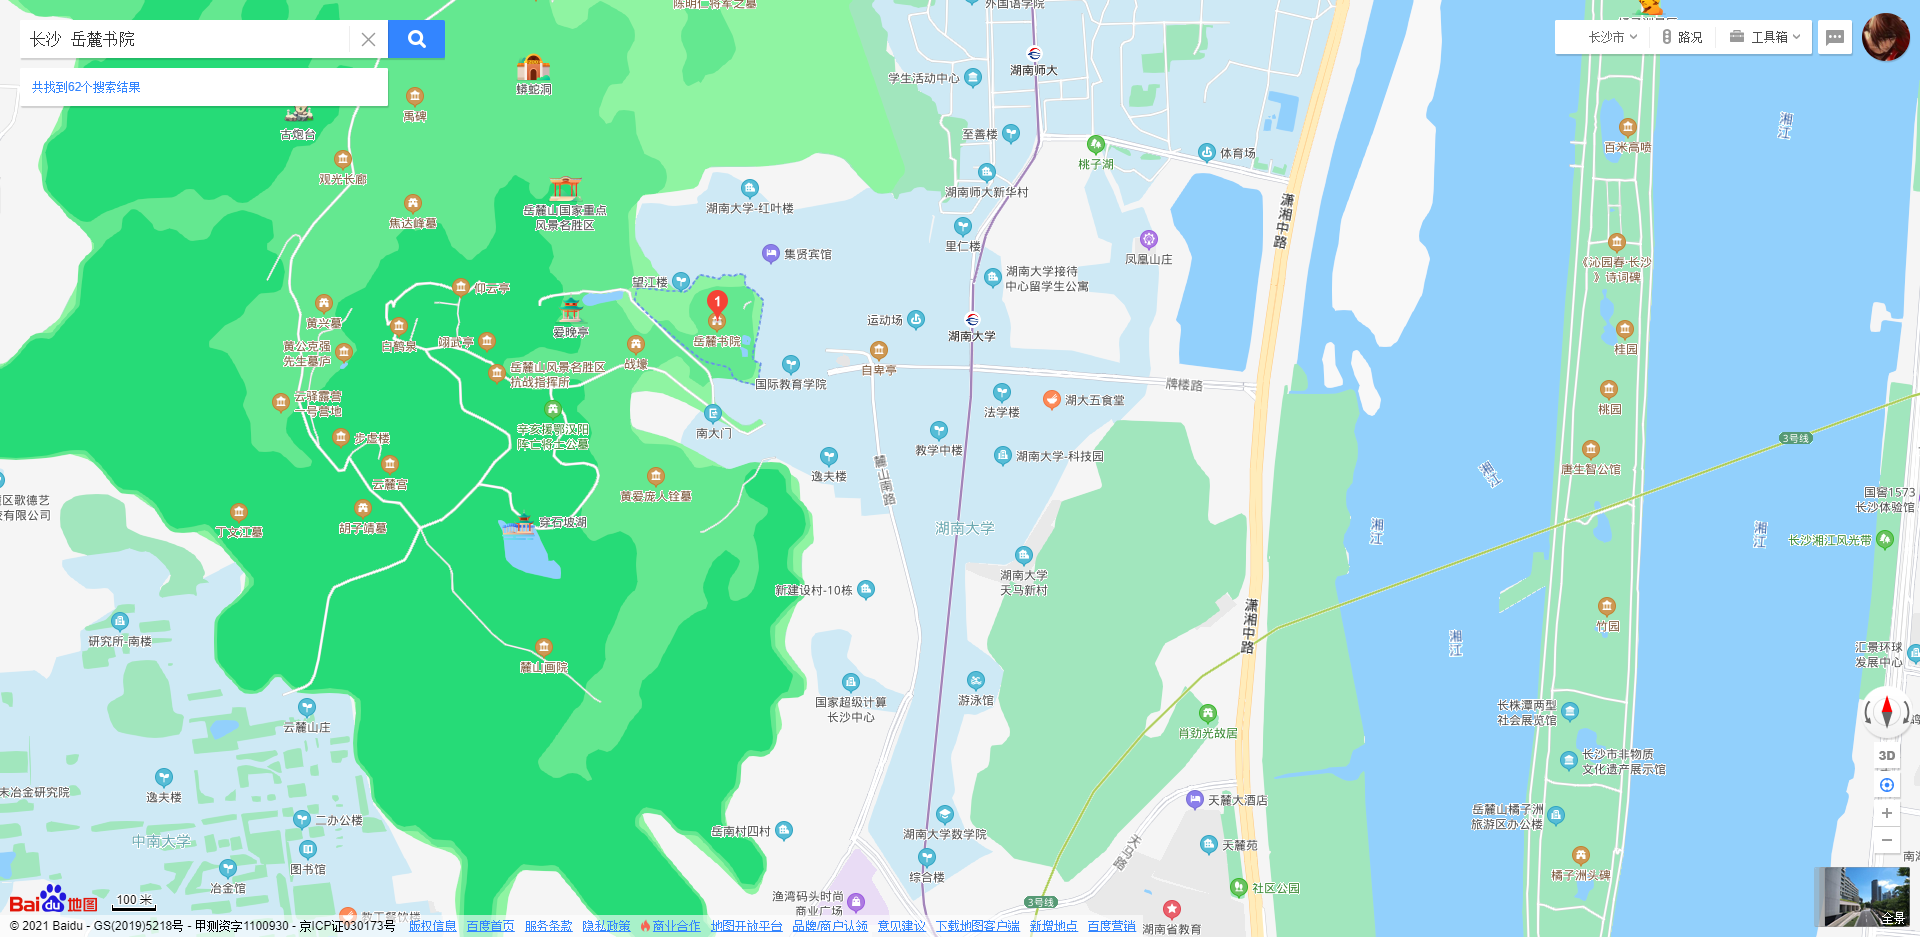 陈明仁将军之墓
外国语学院
长沙 岳麓书院
长沙市
路况
工具箱
共找到62个搜索结果
湖南师大
学生活动中心
蟒蛇洞
禹碑
古炮台
至善楼
桃子湖
体育场
百米高喷
湘江
观光长廊
湖南师大新华村
湖南大学-红叶楼
岳麓山国家重点
风景名胜区
焦达峰墓
潇湘中路
里仁楼
集贤宾馆
凤凰山庄
《沁园春·长沙
》诗词碑
湖南大学接待
中心留学生公寓
望江楼
仰云亭
1
黄兴墓
爱晚亭
运动场
湖南大学
岳麓书院
白鹤泉
翊武亭
黄公克强
先生墓庐
桂园
战壕
岳麓山风景名胜区
抗战指挥所
自卑亭
国际教育学院
牌楼路
云驿露营
一号营地
法学楼
湖大五食堂
桃园
辛亥援鄂汉阳
阵亡将士公墓
南大门
步虚楼
3号线
教学中楼
湖南大学-科技园
唐生智公馆
湘江
云麓宫
逸夫楼
麓山南路
黄爱庞人铨墓
区歌德艺
有限公司
国窖1573
长沙体验馆
丁文江墓
胡子靖墓
穿石坡湖
湖南大学
湘江
湘江
长沙湘江风光带
湖南大学
天马新村
新建设村-10栋
竹园
潇湘中路
湘江
研究所-南楼
麓山画院
汇景环球
发展中心
国家超级计算
长沙中心
游泳馆
长株潭两型
社会展览馆
云麓山庄
肖劲光故居
3D
长沙市非物质
文化遗产展示馆
末冶金研究院
逸夫楼
天麓大酒店
岳麓山橘子洲
旅游区办公楼
二办公楼
岳南村四村
湖南大学数学院
中南大学
天马路
天麓苑
图书馆
综合楼
橘子洲头碑
冶金馆
渔湾码头时尚
商业广场
社区公园
3号线
Bai du 地图
100 米
全景
湖南省教育
© 2021 Baidu - GS(2019)5218号 - 甲测资字1100930 - 京ICP证030173号 版权信息 百度首页 服务条款 隐私政策 商业合作 地图开放平台 品牌/商户认领 意见建议 下载地图客户端 新增地点 百度营销